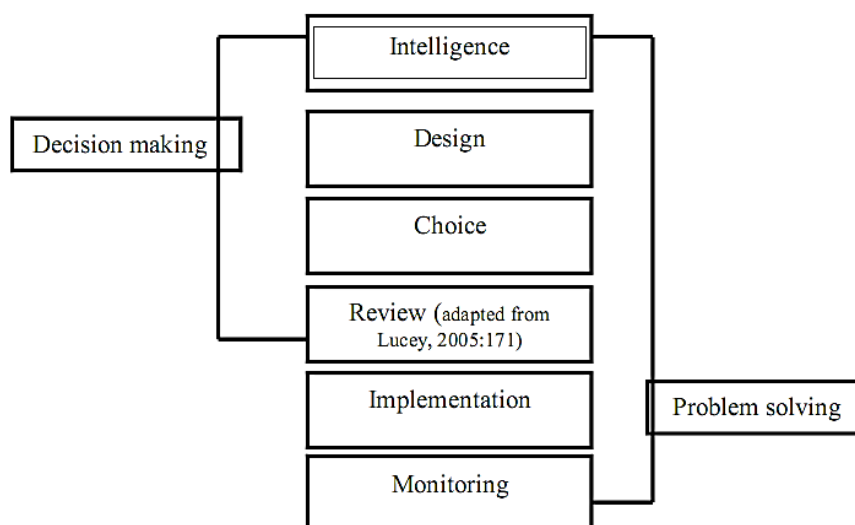 Intelligence
Decision making
Design
Choice
Review (adapted from
Lucey, 2005:171)
Implementation
Problem solving
Monitoring